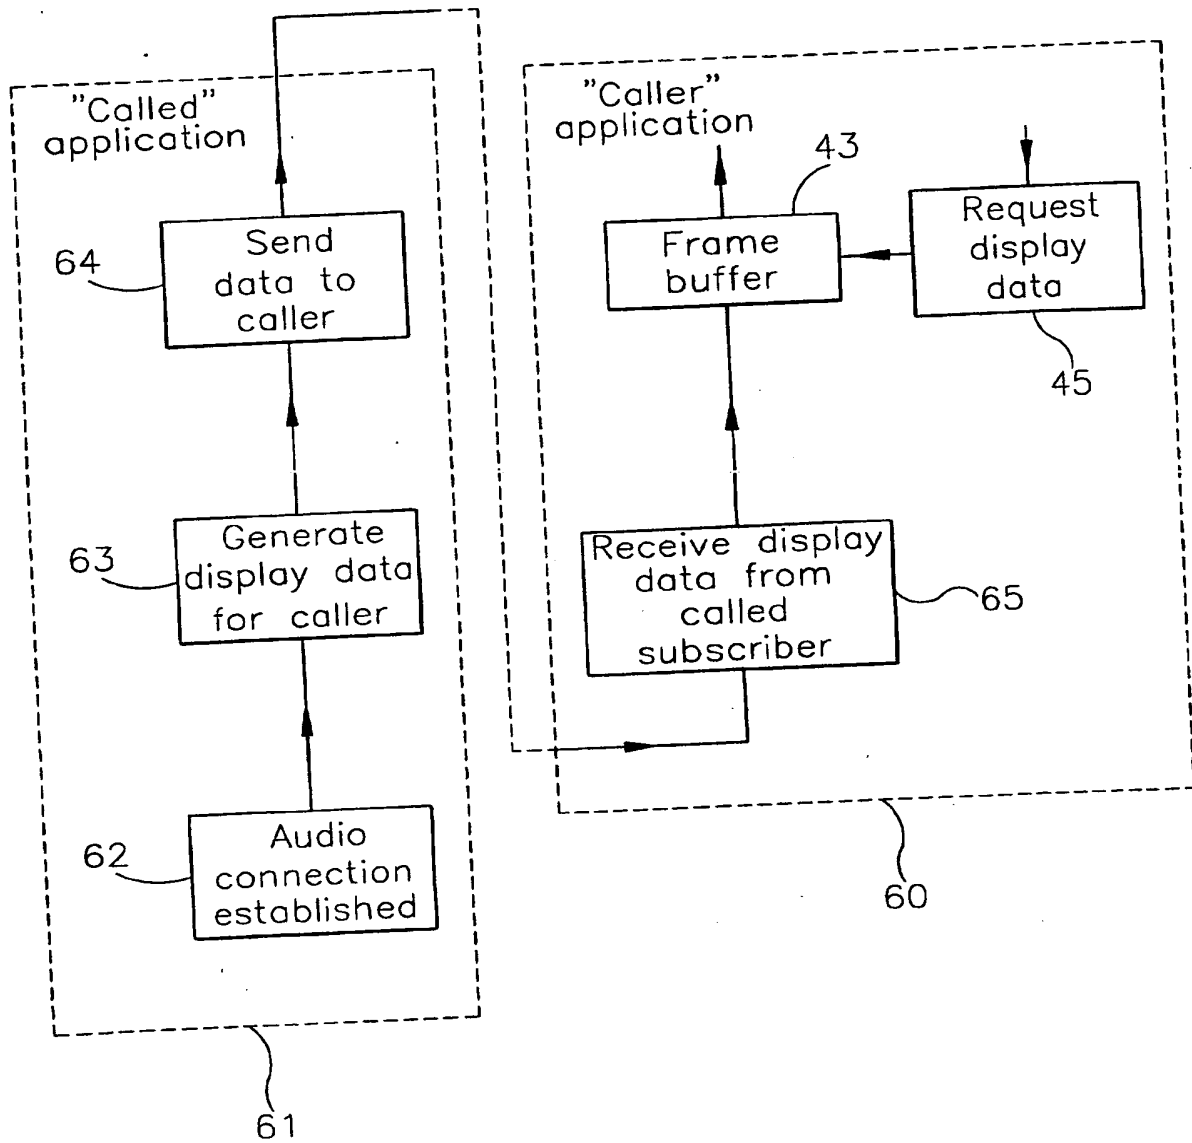 "Called"
application
64
Send
data to
caller
63
Generate
display data
for caller
62
Audio
connection
established
61
"Caller"
application
43
Frame
buffer
Request
display
data
45
Receive display
data from
called
subscriber
65
60